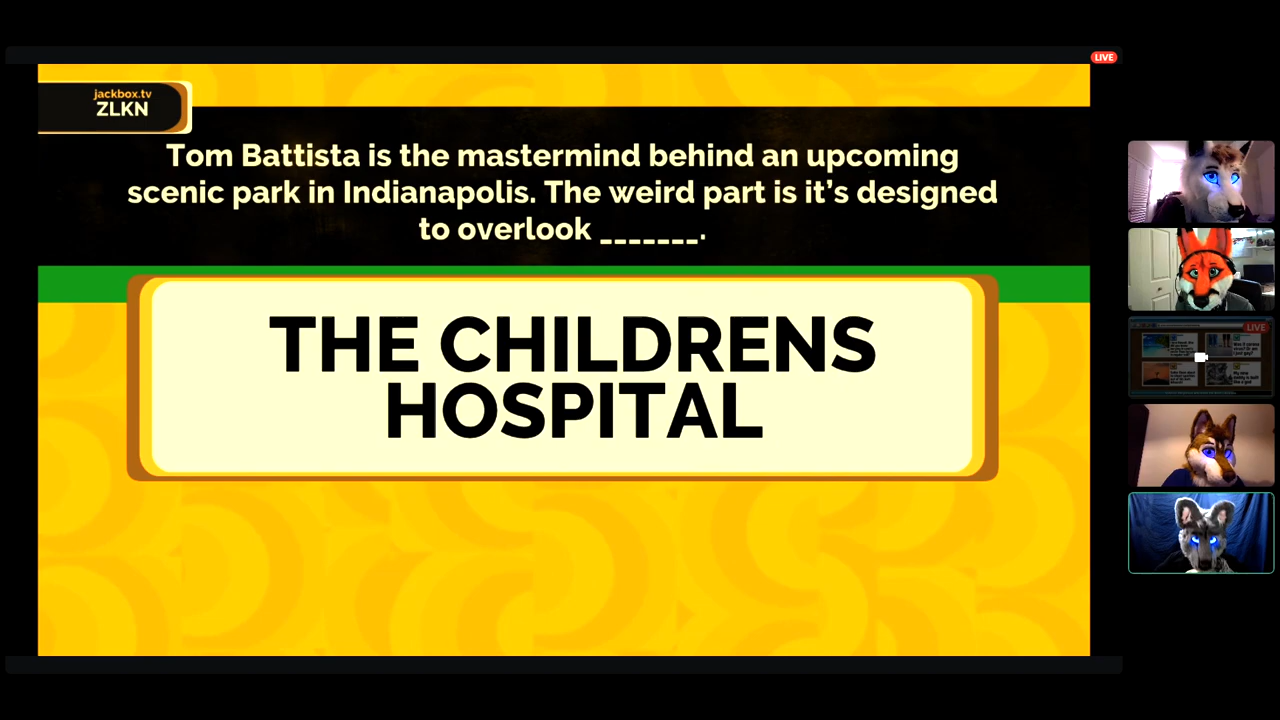 LIVE
jackbox.tv
ZLKN
Tom Battista is the mastermind behind an upcoming
scenic park in Indianapolis. The weird part is it’s designed
to overlook _______.
THE CHILDRENS
HOSPITAL
LIVE